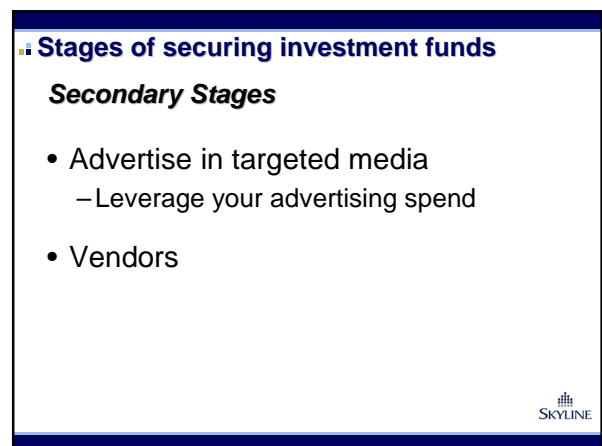 Stages of securing investment funds
Secondary Stages
• Advertise in targeted media
–Leverage your advertising spend
• Vendors
SKYLINE